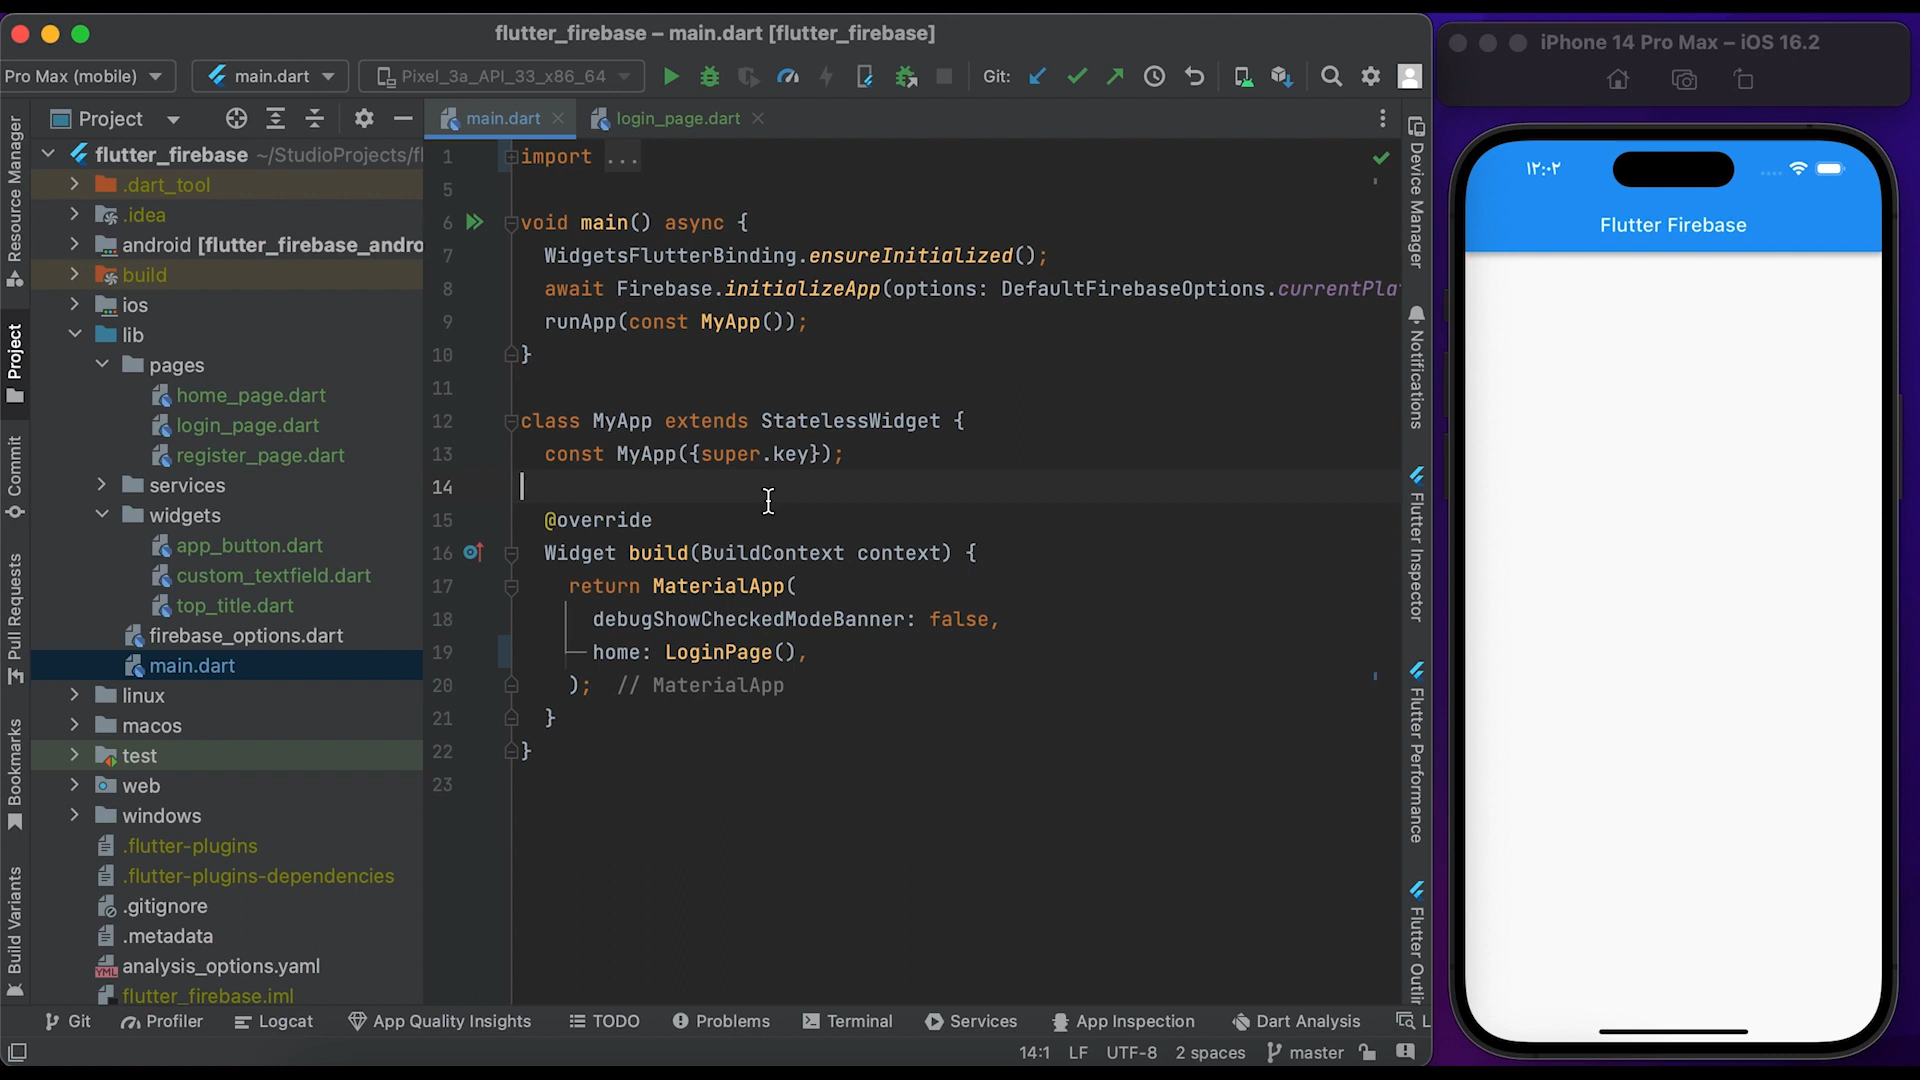 flutter_firebase – main.dart [flutter_firebase]
Pro Max (mobile)
main.dart
Pixel_3a_API_33_x86_64
Git:
Project
main.dart
login_page.dart
Resource Manager
Project
Commit
Pull Requests
Bookmarks
Build Variants
flutter_firebase ~/StudioProjects/fl
.dart_tool
.idea
android [flutter_firebase_andro
build
ios
lib
pages
home_page.dart
login_page.dart
register_page.dart
services
widgets
app_button.dart
custom_textfield.dart
top_title.dart
firebase_options.dart
main.dart
linux
macos
test
web
windows
.flutter-plugins
.flutter-plugins-dependencies
.gitignore
.metadata
analysis_options.yaml
flutter_firebase.iml
1 import ...
5
6 void main() async {
7 WidgetsFlutterBinding.ensureInitialized();
8 await Firebase.initializeApp(options: DefaultFirebaseOptions.currentPla
9 runApp(const MyApp());
10 }
11
12 class MyApp extends StatelessWidget {
13 const MyApp({super.key});
14
15 @override
16 Widget build(BuildContext context) {
17 return MaterialApp(
18 debugShowCheckedModeBanner: false,
19 home: LoginPage(),
20 ); // MaterialApp
21 }
22 }
23
Device Manager
Notifications
Flutter Inspector
Flutter Performance
Flutter Outlin
Git
Profiler
Logcat
App Quality Insights
TODO
Problems
Terminal
Services
App Inspection
Dart Analysis
L
14:1
LF
UTF-8
2 spaces
master
iPhone 14 Pro Max – iOS 16.2
١٢:٠٢
Flutter Firebase